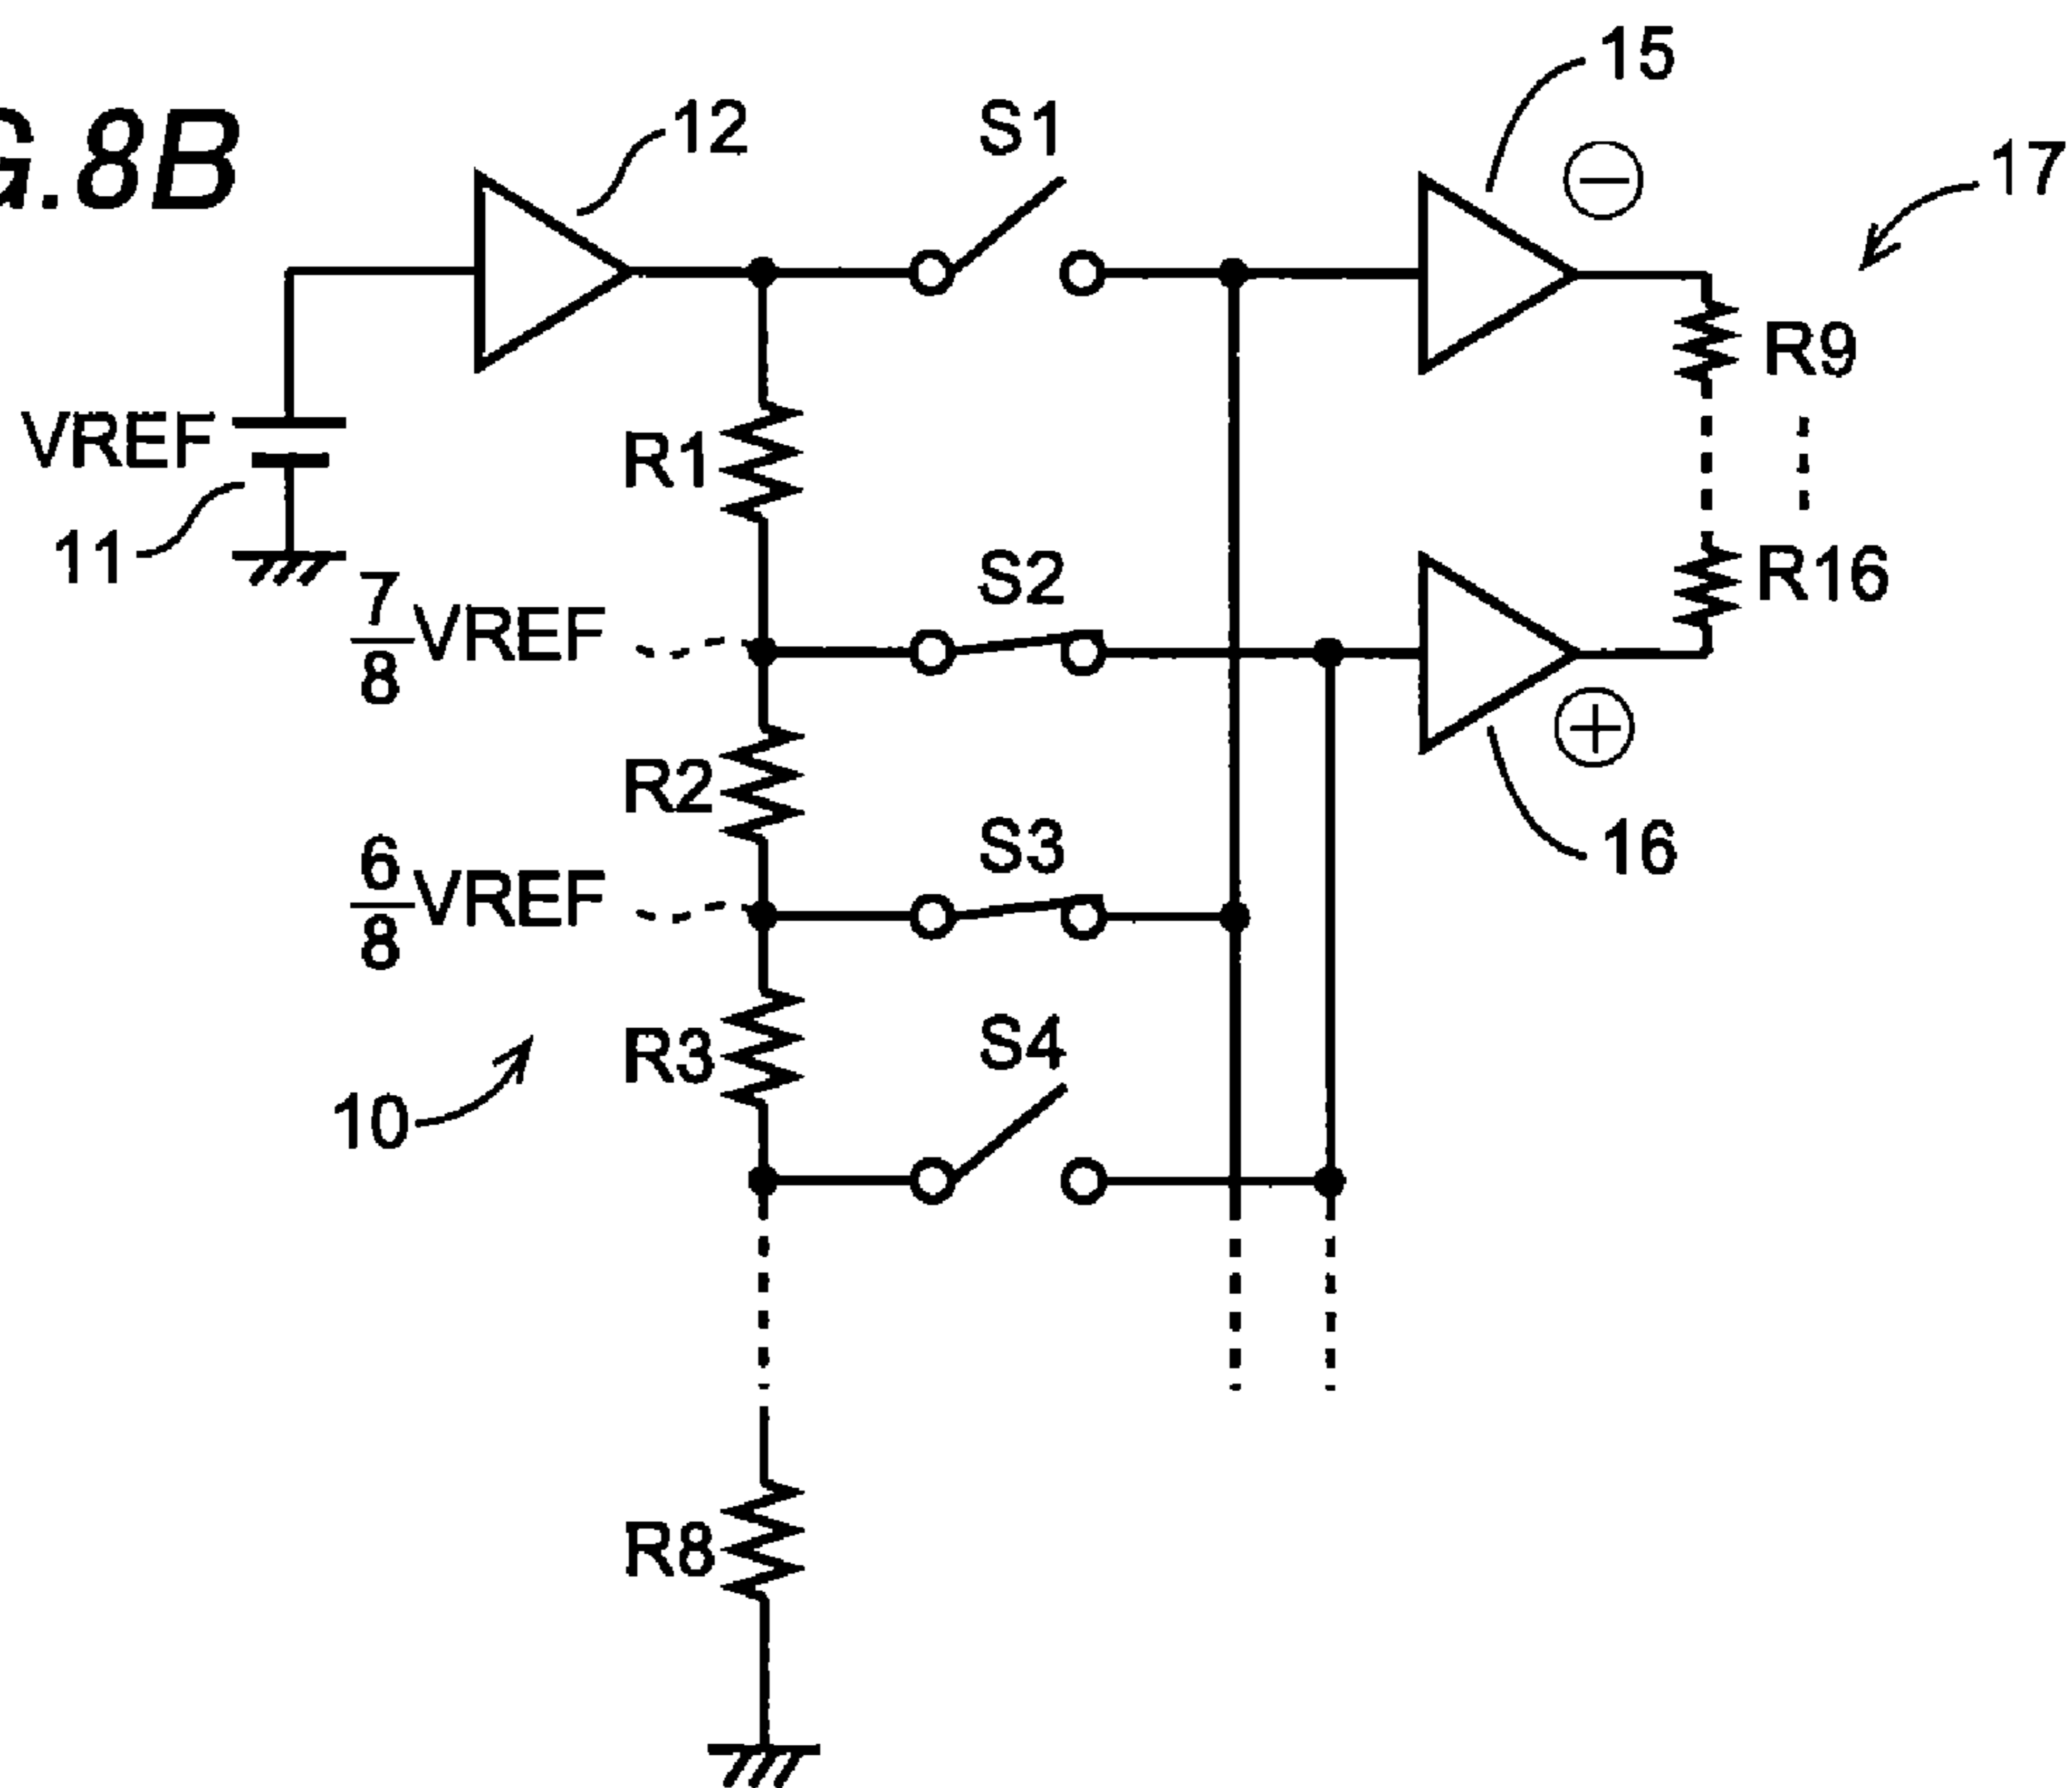 G.8B
12
S1
15
⊖
17
VREF
11
R1
R9
7/8 VREF
S2
R16
⊕
R2
16
6/8 VREF
S3
R3
S4
10
R8